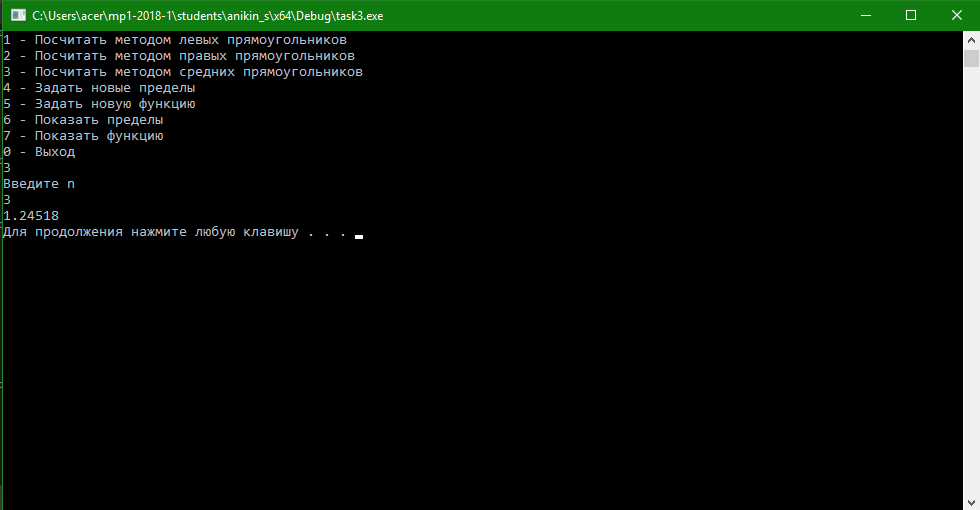 C:\Users\acer\mp1-2018-1\students\anikin_s\x64\Debug\task3.exe
1 - Посчитать методом левых прямоугольников
2 - Посчитать методом правых прямоугольников
3 - Посчитать методом средних прямоугольников
4 - Задать новые пределы
5 - Задать новую функцию
6 - Показать пределы
7 - Показать функцию
0 - Выход
3
Введите n
3
1.24518
Для продолжения нажмите любую клавишу . . .